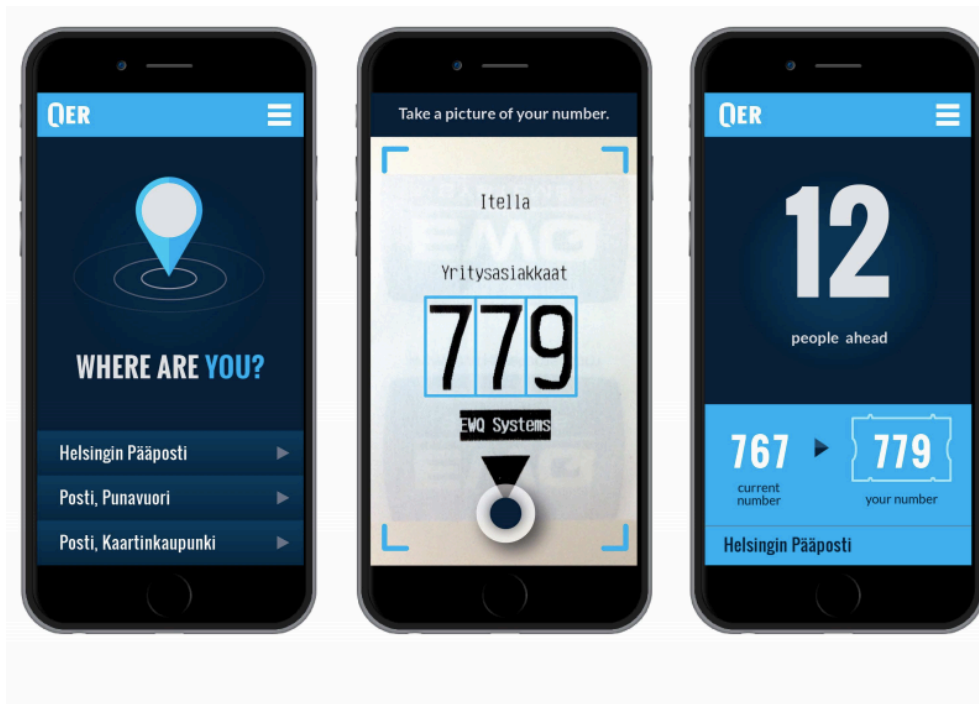 QER
WHERE ARE YOU?
Helsingin Pääposti
Posti, Punavuori
Posti, Kaartinkaupunki
Take a picture of your number.
Itella
Yritysasiakkaat
779
EWQ Systems
QER
12
people ahead
767
current
number
779
your number
Helsingin Pääposti